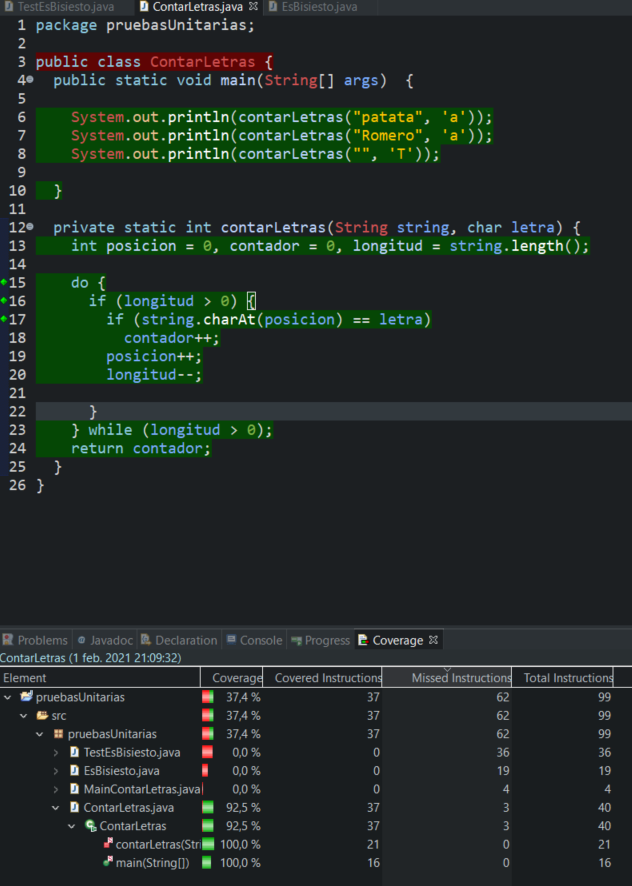 TestEsBisiesto.java ContarLetras.java EsBisiesto.java
1 package pruebasUnitarias;
2
3 public class ContarLetras {
4 public static void main(String[] args) {
5
6 System.out.println(contarLetras("patata", 'a'));
7 System.out.println(contarLetras("Romero", 'a'));
8 System.out.println(contarLetras("", 'T'));
9
10 }
11
12 private static int contarLetras(String string, char letra) {
13 int posicion = 0, contador = 0, longitud = string.length();
14
15 do {
16 if (longitud > 0) {
17 if (string.charAt(posicion) == letra)
18 contador++;
19 posicion++;
20 longitud--;
21
22 }
23 } while (longitud > 0);
24 return contador;
25 }
26 }
Problems Javadoc Declaration Console Progress Coverage
ContarLetras (1 feb. 2021 21:09:32)
Element Coverage Covered Instructions Missed Instructions Total Instructions
pruebasUnitarias 37,4 % 37 62 99
src 37,4 % 37 62 99
pruebasUnitarias 37,4 % 37 62 99
TestEsBisiesto.java 0,0 % 0 36 36
EsBisiesto.java 0,0 % 0 19 19
MainContarLetras.java 0,0 % 0 4 4
ContarLetras.java 92,5 % 37 3 40
ContarLetras 92,5 % 37 3 40
contarLetras(Stri 100,0 % 21 0 21
main(String[]) 100,0 % 16 0 16